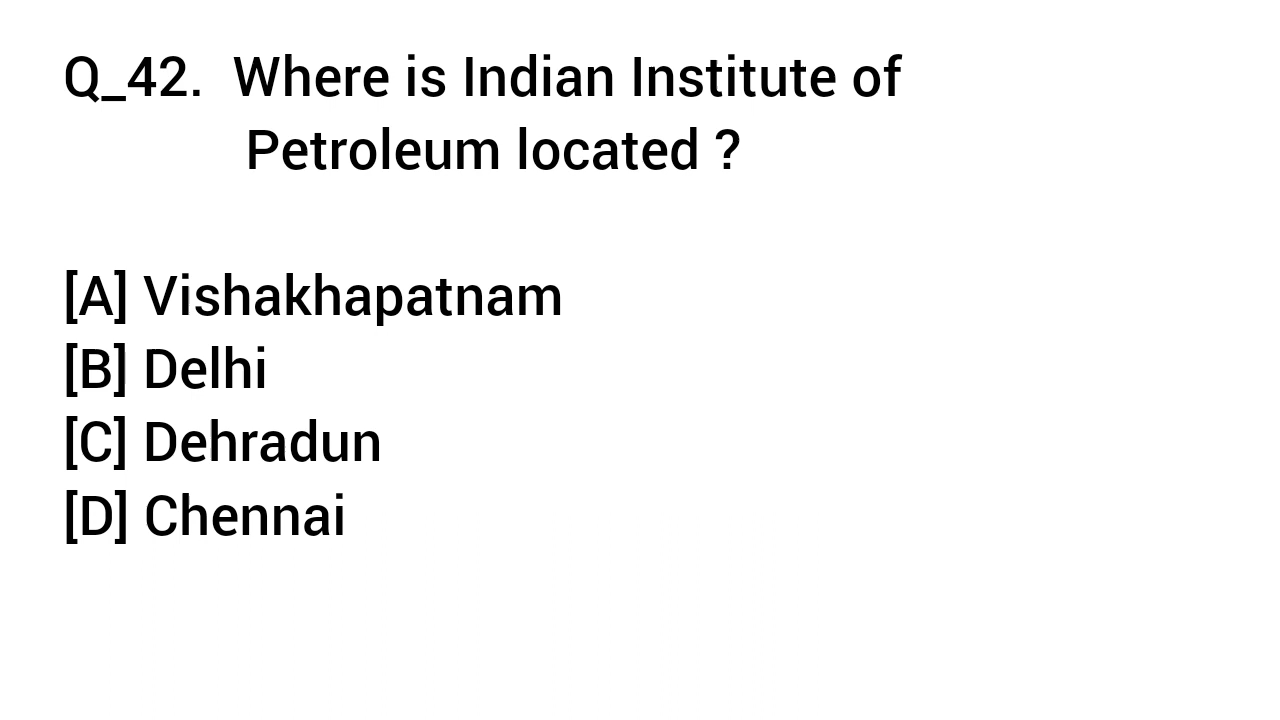 Q_42. Where is Indian Institute of
Petroleum located ?
[A] Vishakhapatnam
[B] Delhi
[C] Dehradun
[D] Chennai